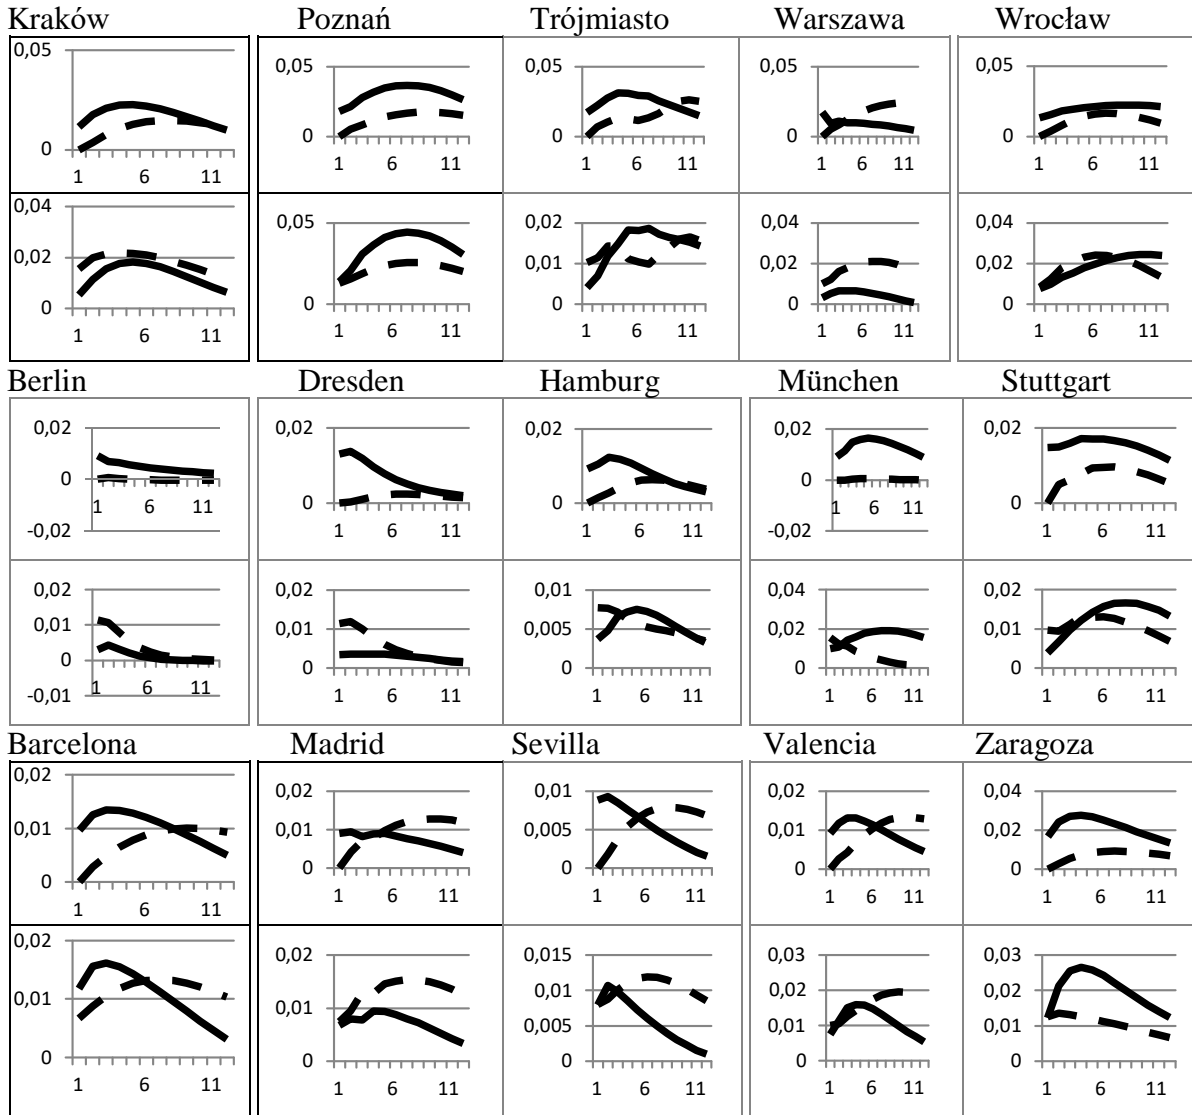 Kraków Poznań Trójmiasto Warszawa Wrocław
0,05 0,05 0,05 0,05 0,05
0 0 0 0 0
1 6 11 1 6 11 1 6 11 1 6 11 1 6 11
0,04 0,05 0,02 0,04 0,04
0,02 0,01 0,02 0,02
0 0 0 0 0
1 6 11 1 6 11 1 6 11 1 6 11 1 6 11
Berlin Dresden Hamburg München Stuttgart
0,02 0,02 0,02 0,02 0,02
0 0 0 0 0
1 6 11 1 6 11 1 6 11 1 6 11 1 6 11
-0,02 -0,02
0,02 0,02 0,01 0,04 0,02
0,01 0,01 0,005 0,02 0,01
0 0 0 0 0
-0,01
1 6 11 1 6 11 1 6 11 1 6 11 1 6 11
Barcelona Madrid Sevilla Valencia Zaragoza
0,02 0,02 0,01 0,02 0,04
0,01 0,01 0,005 0,01 0,02
0 0 0 0 0
1 6 11 1 6 11 1 6 11 1 6 11 1 6 11
0,02 0,02 0,015 0,03 0,03
0,01 0,02 0,02
0,01 0,01 0,005 0,01 0,01
0 0 0 0 0
1 6 11 1 6 11 1 6 11 1 6 11 1 6 11